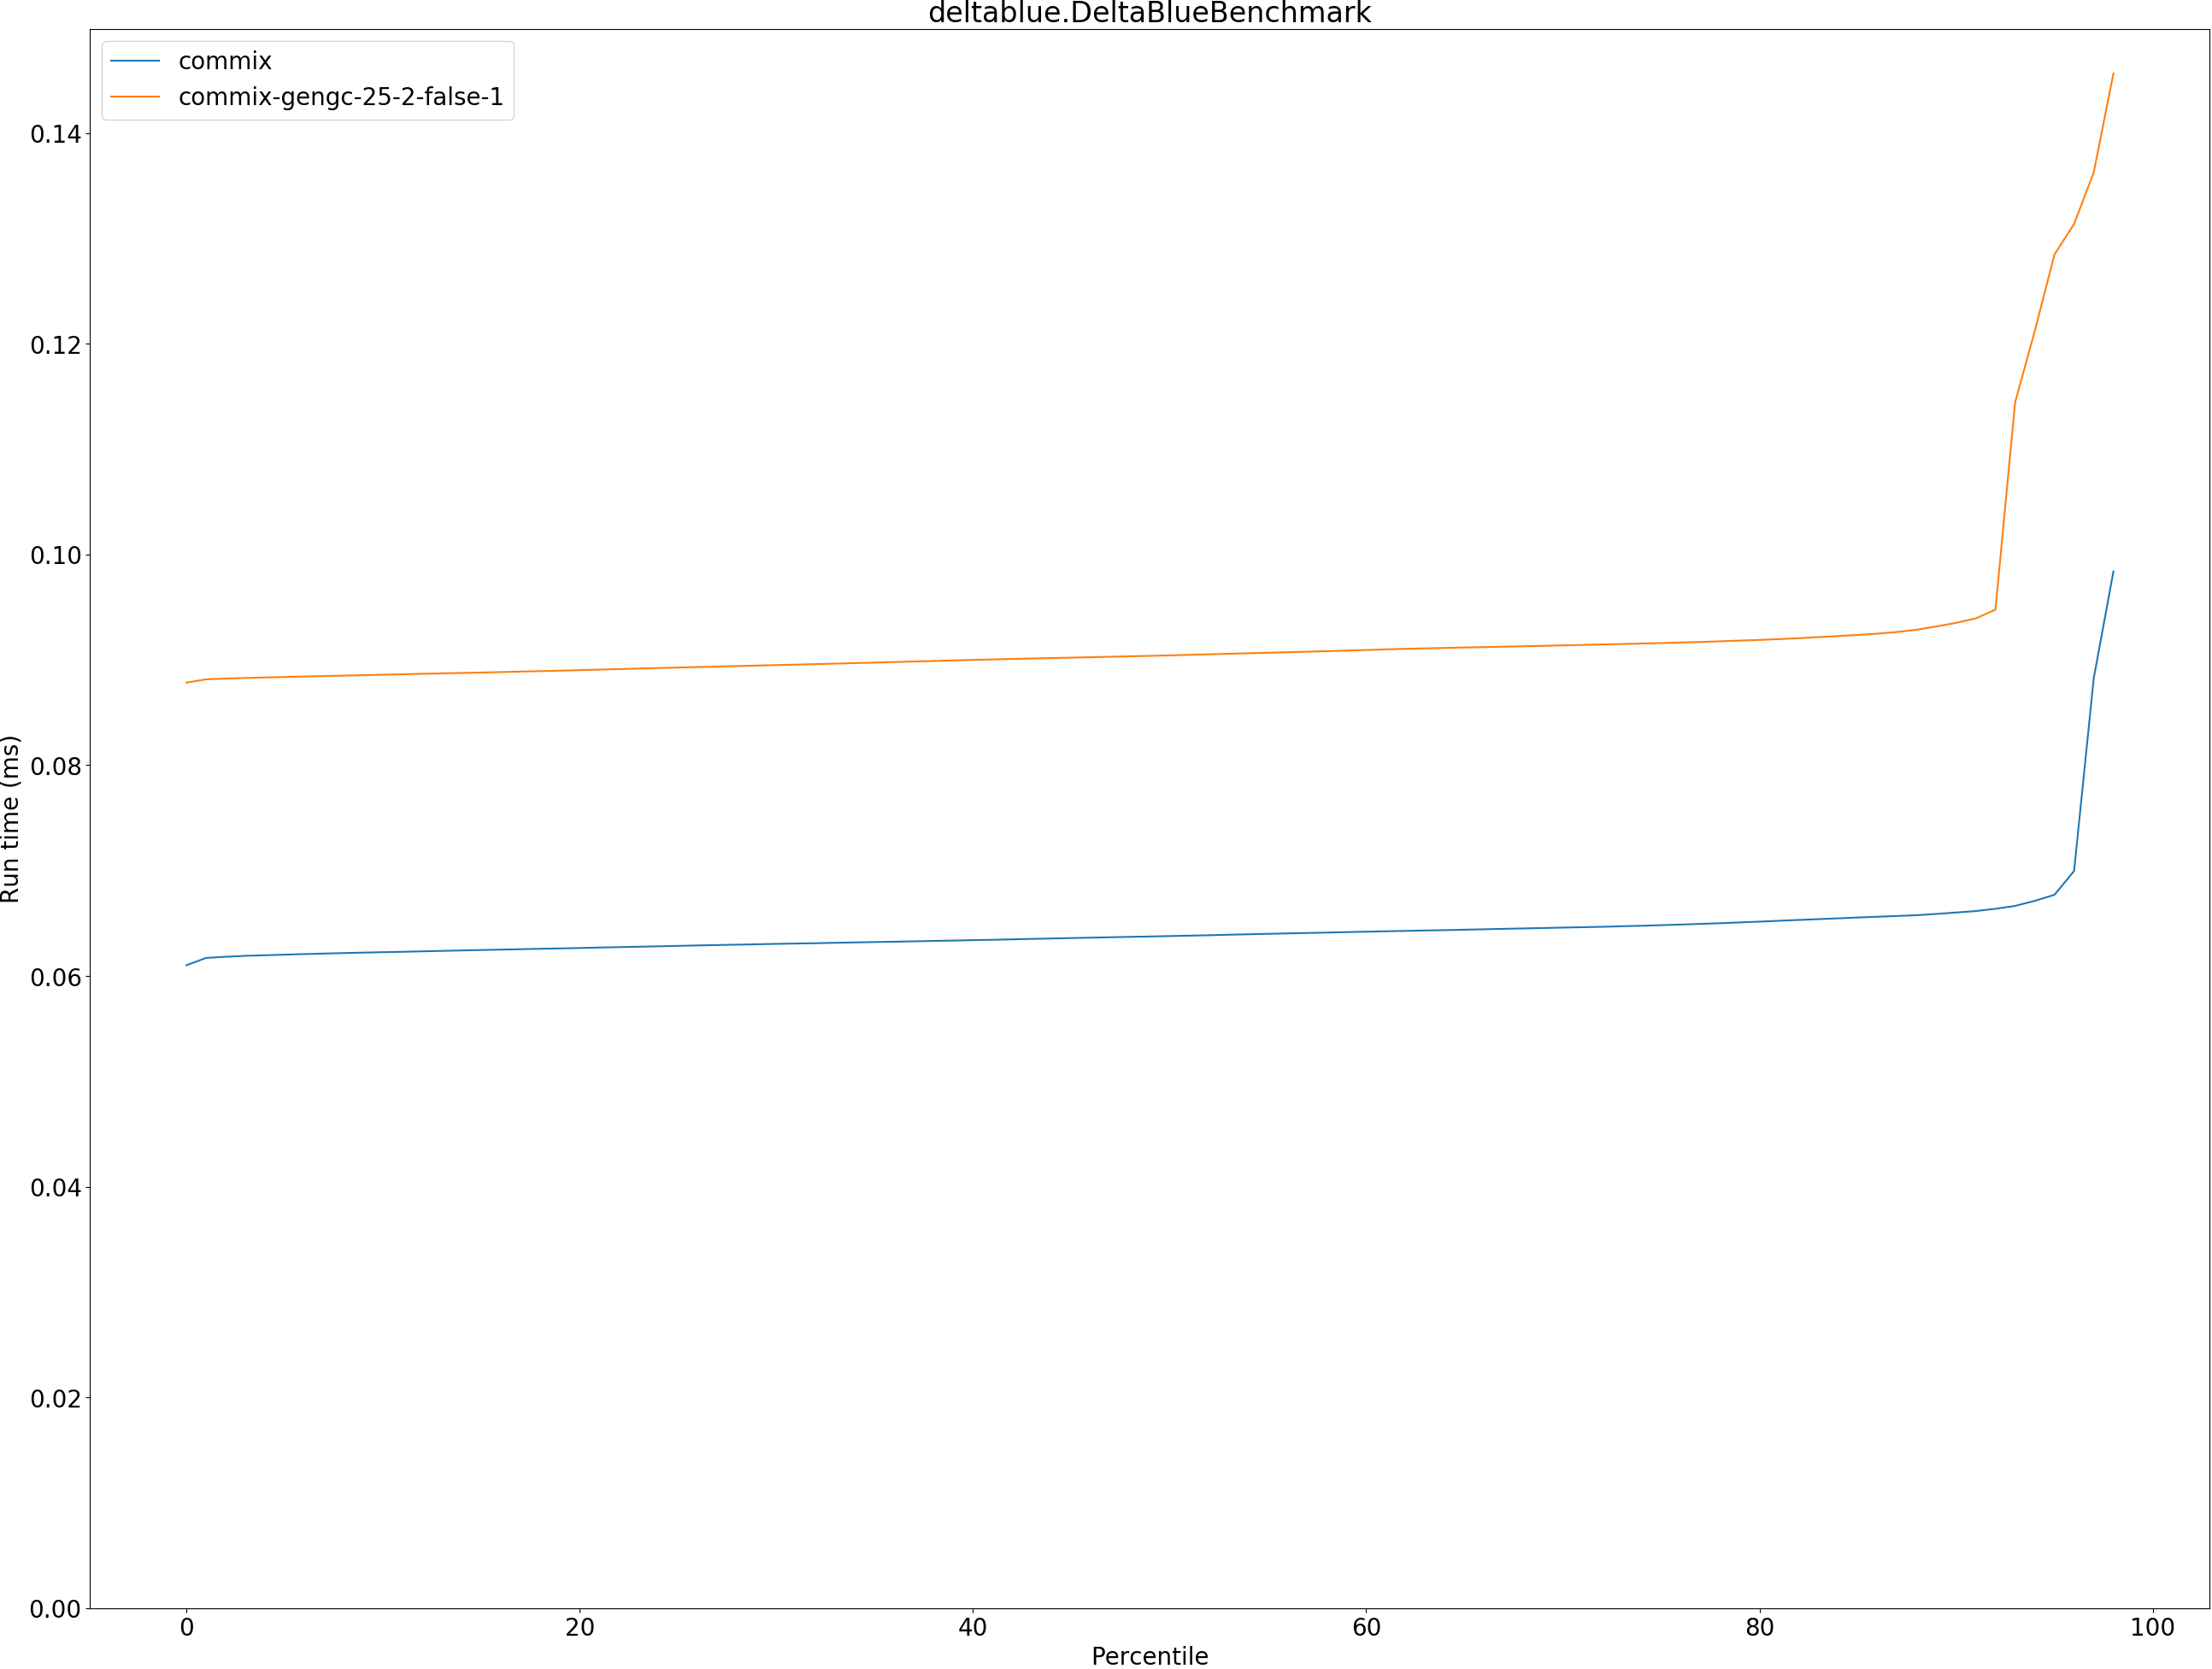 deltablue.DeltaBlueBenchmark
commix
commix-gengc-25-2-false-1
Run time (ms)
0.14
0.12
0.10
0.08
0.06
0.04
0.02
0.00
0 20 40 60 80 100
Percentile